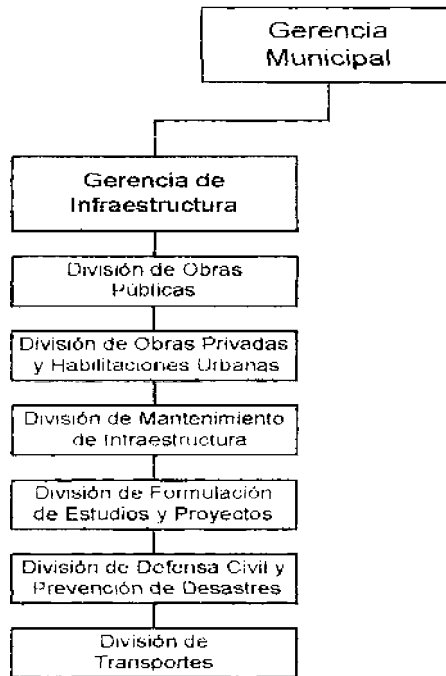 Gerencia
Municipal
Gerencia de
Infraestructura
División de Obras
Públicas
División de Obras Privadas
y Habilitaciones Urbanas
División de Mantenimiento
de Infraestructura
División de Formulación
de Estudios y Proyectos
División de Defensa Civil y
Prevención de Desastres
División de
Transportes